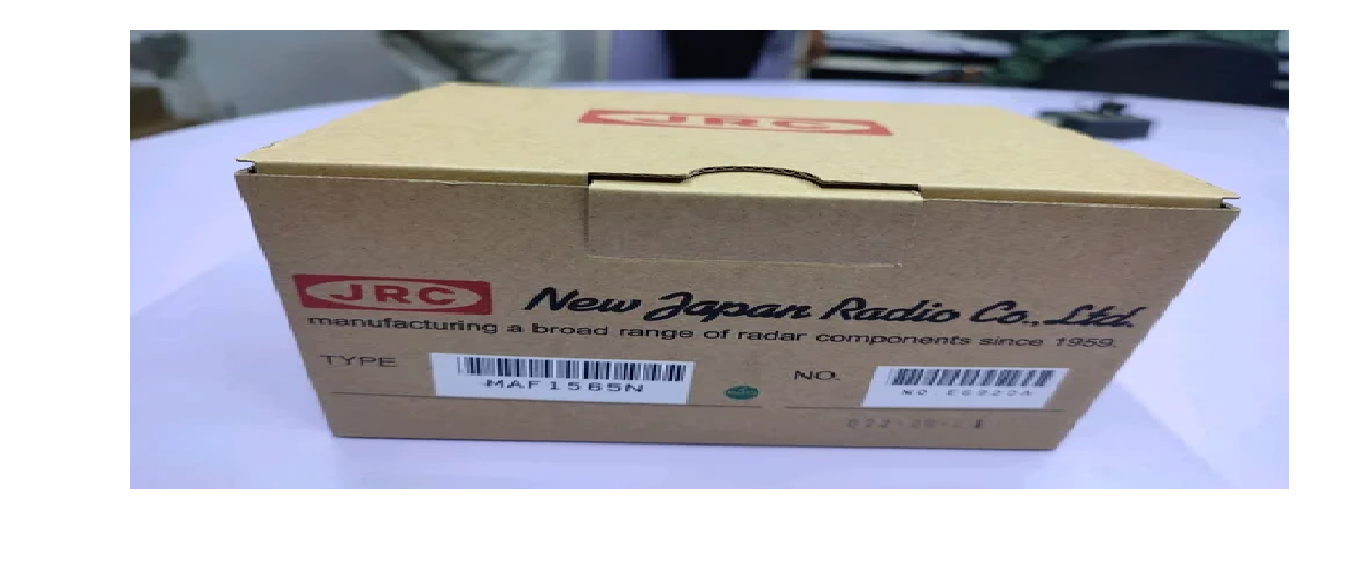 JRC
JRC New Japan Radio Co., Ltd.
manufacturing a broad range of radar components since 1959.
TYPE MAF1565N NO.